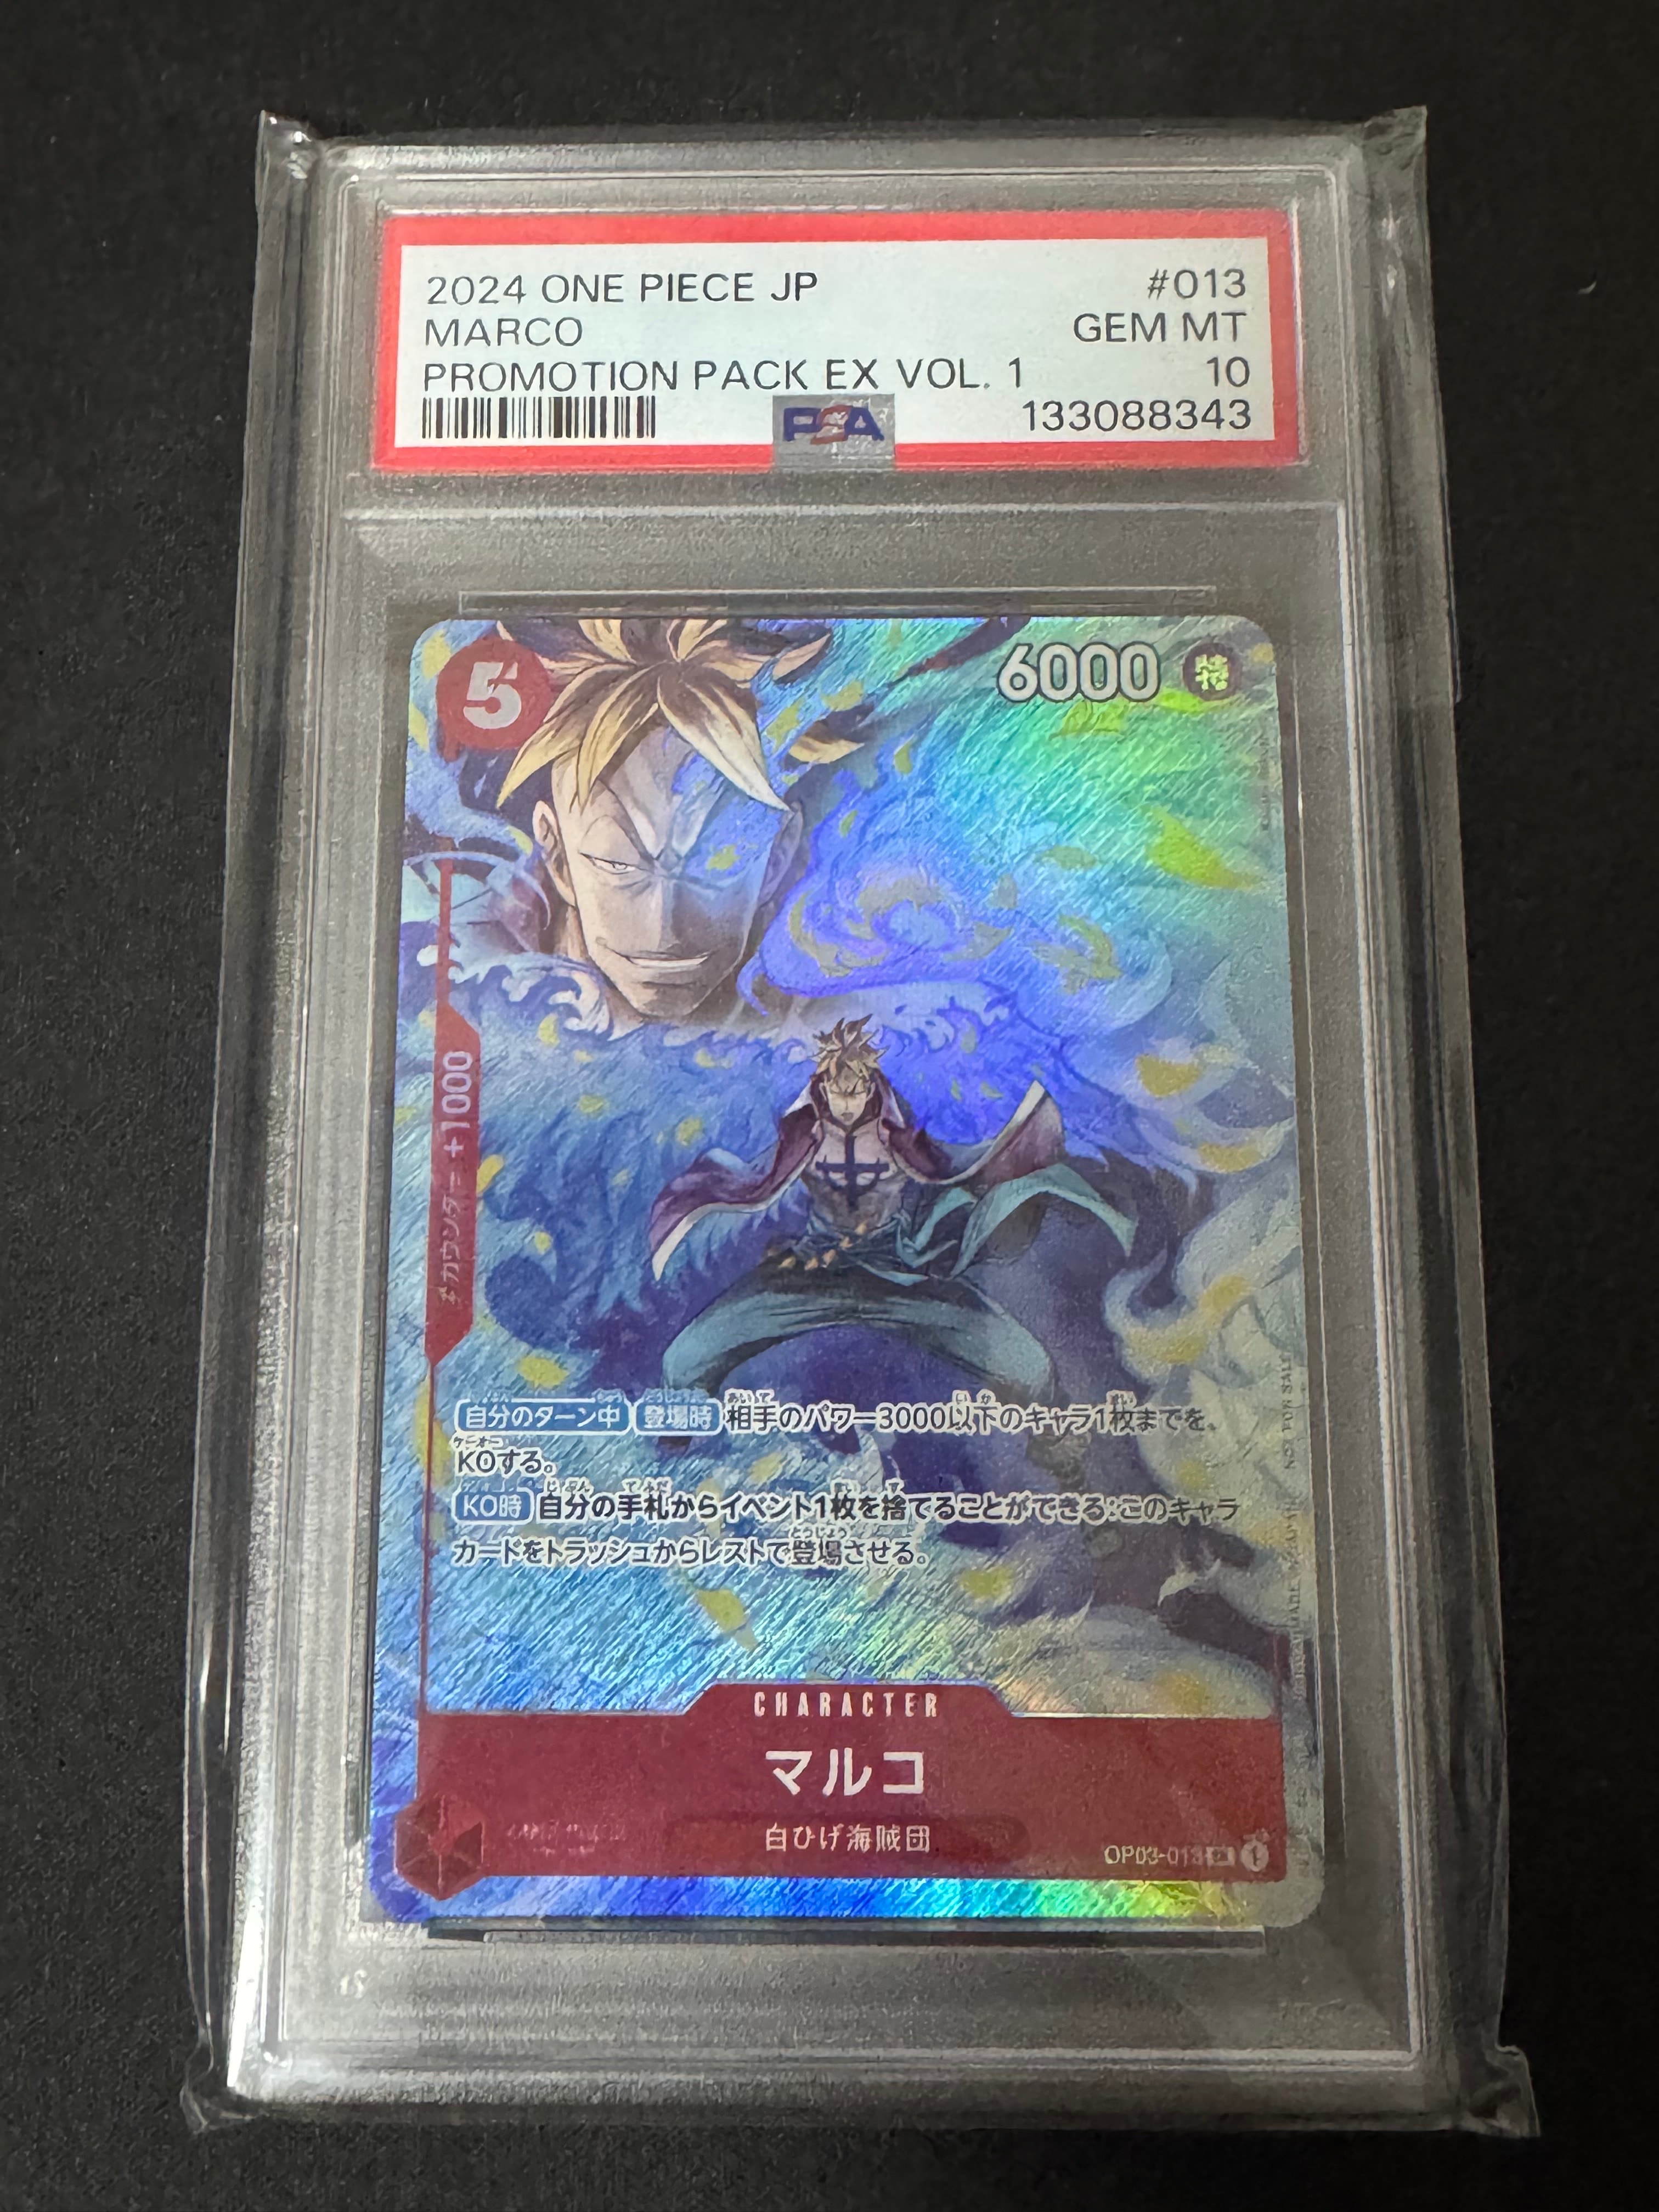 2024 ONE PIECE JP #013
MARCO GEM MT
PROMOTION PACK EX VOL. 1 10
PSA 133088343
5 6000 特
カウンター +1000
自分のターン中 登場時 相手のパワー3000以下のキャラ1枚までを、
KOする。
KO時 自分の手札からイベント1枚を捨てることができる:このキャラ
カードをトラッシュからレストで登場させる。
NOT FOR SALE
CHARACTER
マルコ
白ひげ海賊団
OP03-013